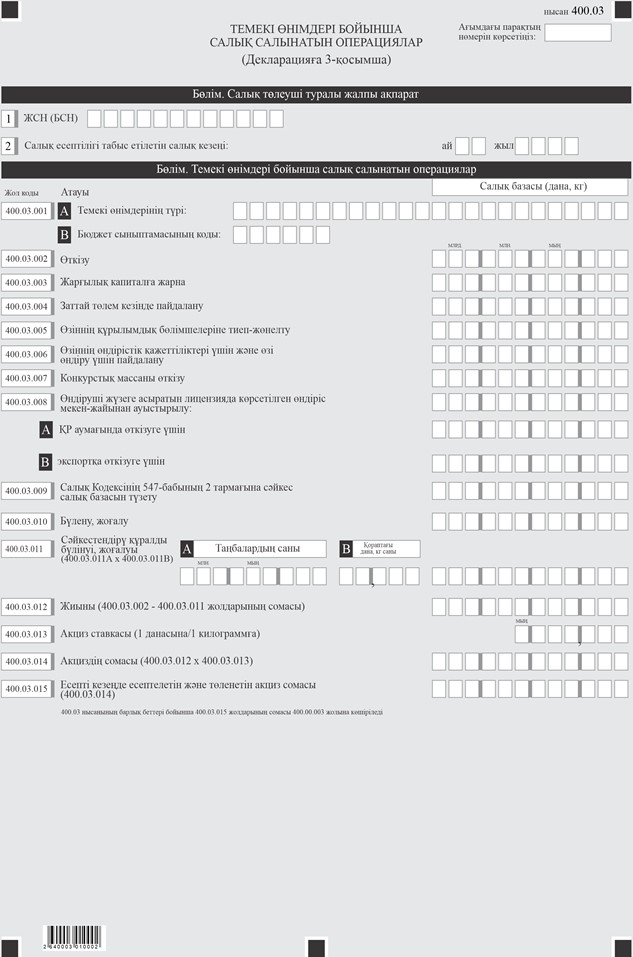 нысан 400.03
ТЕМЕКІ ӨНІМДЕРІ БОЙЫНША
САЛЫҚ САЛЫНАТЫН ОПЕРАЦИЯЛАР
(Декларацияға 3-қосымша)
Ағымдағы парақтың
нөмерін көрсетіңіз:
Бөлім. Салық төлеуші туралы жалпы ақпарат
1 ЖСН (БСН)
2 Салық есептілігі табыс етілетін салық кезеңі: ай жыл
Бөлім. Темекі өнімдері бойынша салық салынатын операциялар
Жол коды Атауы Салық базасы (дана, кг)
400.03.001 A Темекі өнімдерінің түрі:
B Бюджет сыныптамасының коды:
млрд млн мың
400.03.002 Өткізу
400.03.003 Жарғылық капиталға жарна
400.03.004 Заттай төлем кезінде пайдалану
400.03.005 Өзіннің құрылымдық бөлімшелеріне тиеп-жөнелту
400.03.006 Өзіннің өндірістік қажеттіліктері үшін және өзі
өндіру үшін пайдалану
400.03.007 Конкурстық массаны өткізу
400.03.008 Өндіруші жүзеге асыратын лицензияда көрсетілген өндіріс
мекен-жайынан ауыстырылу:
A ҚР аумағында өткізуге үшін
B экспортқа өткізуге үшін
400.03.009 Салық Кодексінің 547-бабының 2 тармағына сәйкес
салық базасын түзету
400.03.010 Бүлену, жоғалу
400.03.011 Сәйкестендірү құралды
бүлінуі, жоғалуы
(400.03.011A x 400.03.011B)
A Таңбалардың саны
B Қораптағы
дана, кг саны
млн мың
,
400.03.012 Жиыны (400.03.002 - 400.03.011 жолдарының сомасы)
мың
400.03.013 Акциз ставкасы (1 данасына/1 килограммға) ,
400.03.014 Акциздің сомасы (400.03.012 x 400.03.013)
400.03.015 Есепті кезеңде есептелетін және төленетін акциз сомасы
(400.03.014)
400.03 нысанының барлық беттері бойынша 400.03.015 жолдарының сомасы 400.00.003 жолына көшіріледі
2 640003 010002